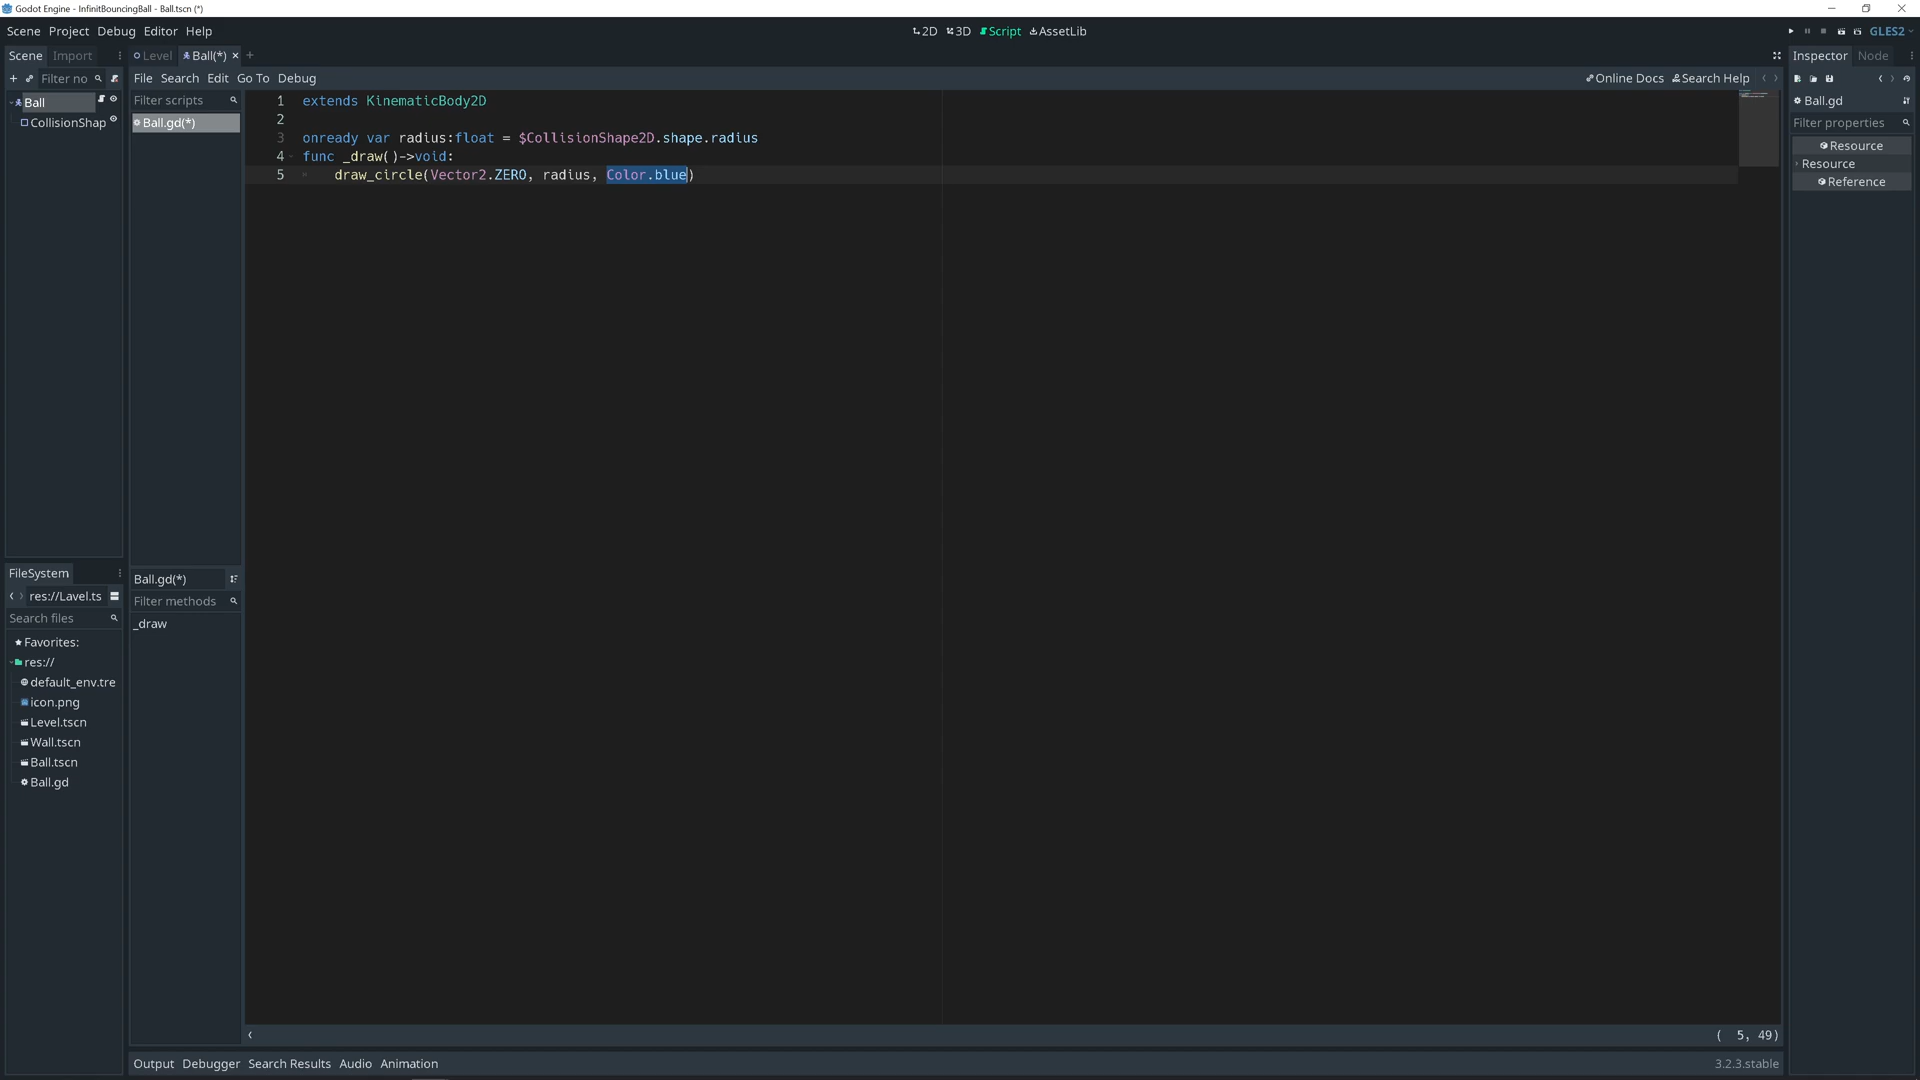 Godot Engine - InfinitBouncingBall - Ball.tscn (*)
Scene Project Debug Editor Help
2D 3D Script AssetLib
GLES2
Scene Import
Level Ball(*)
Inspector Node
Filter no
File Search Edit Go To Debug
Online Docs Search Help
Ball
CollisionShap
Filter scripts
Ball.gd(*)
1 extends KinematicBody2D
2
3 onready var radius:float = $CollisionShape2D.shape.radius
4 func _draw()->void:
5 draw_circle(Vector2.ZERO, radius, Color.blue)
Ball.gd
Filter properties
Resource
Resource
Reference
FileSystem
res://Lavel.ts
Search files
Favorites:
res://
default_env.tre
icon.png
Level.tscn
Wall.tscn
Ball.tscn
Ball.gd
Ball.gd(*)
Filter methods
_draw
( 5, 49)
Output Debugger Search Results Audio Animation
3.2.3.stable